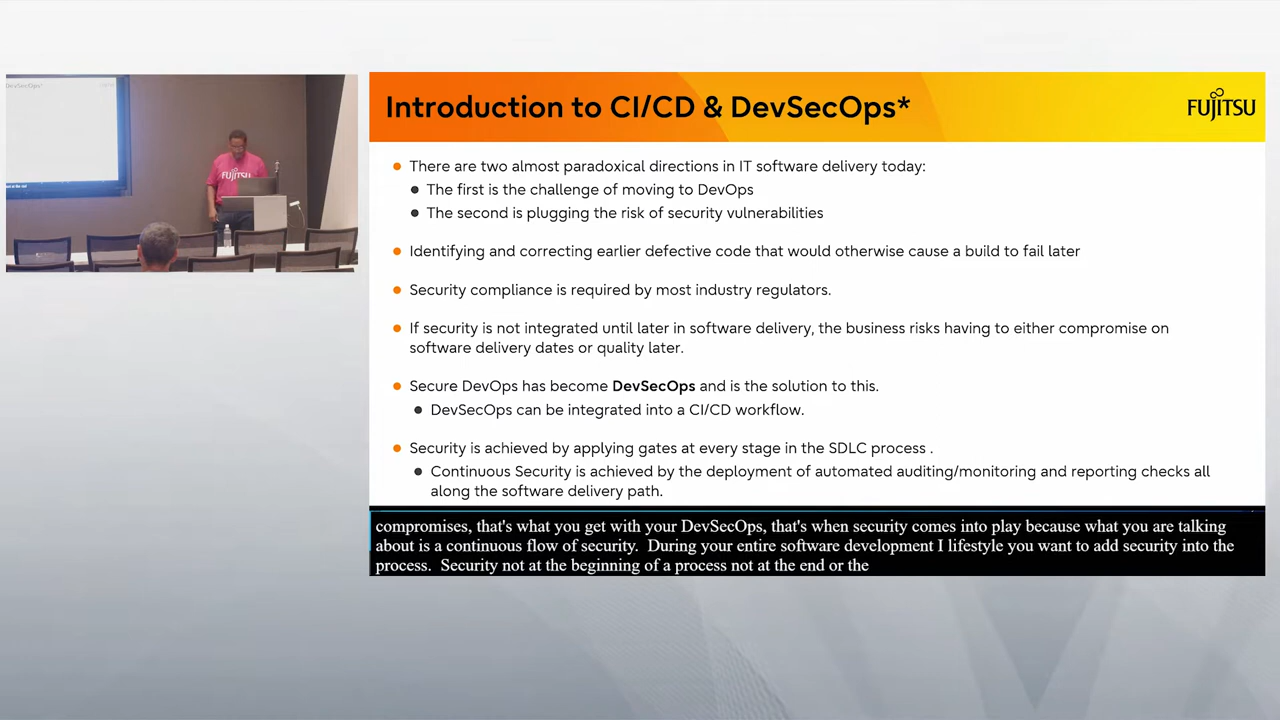 Introduction to CI/CD & DevSecOps*
FUJITSU
There are two almost paradoxical directions in IT software delivery today:
The first is the challenge of moving to DevOps
The second is plugging the risk of security vulnerabilities
Identifying and correcting earlier defective code that would otherwise cause a build to fail later
Security compliance is required by most industry regulators.
If security is not integrated until later in software delivery, the business risks having to either compromise on
software delivery dates or quality later.
Secure DevOps has become DevSecOps and is the solution to this.
DevSecOps can be integrated into a CI/CD workflow.
Security is achieved by applying gates at every stage in the SDLC process .
Continuous Security is achieved by the deployment of automated auditing/monitoring and reporting checks all
along the software delivery path.
compromises, that's what you get with your DevSecOps, that's when security comes into play because what you are talking
about is a continuous flow of security.  During your entire software development I lifestyle you want to add security into the
process.  Security not at the beginning of a process not at the end or the
FUJITSU